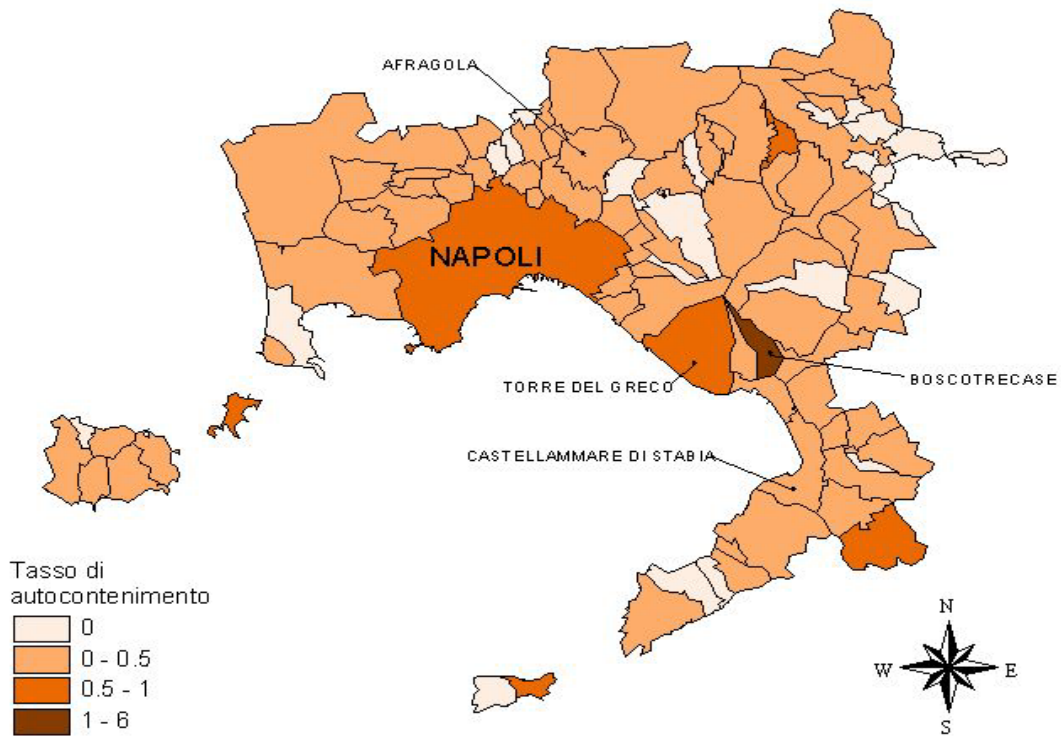 AFRAGOLA
NAPOLI
TORRE DEL GRECO
BOSCOTRECASE
CASTELLAMMARE DI STABIA
Tasso di
autocontenimento
0
0 - 0.5
0.5 - 1
1 - 6
N
W E
S